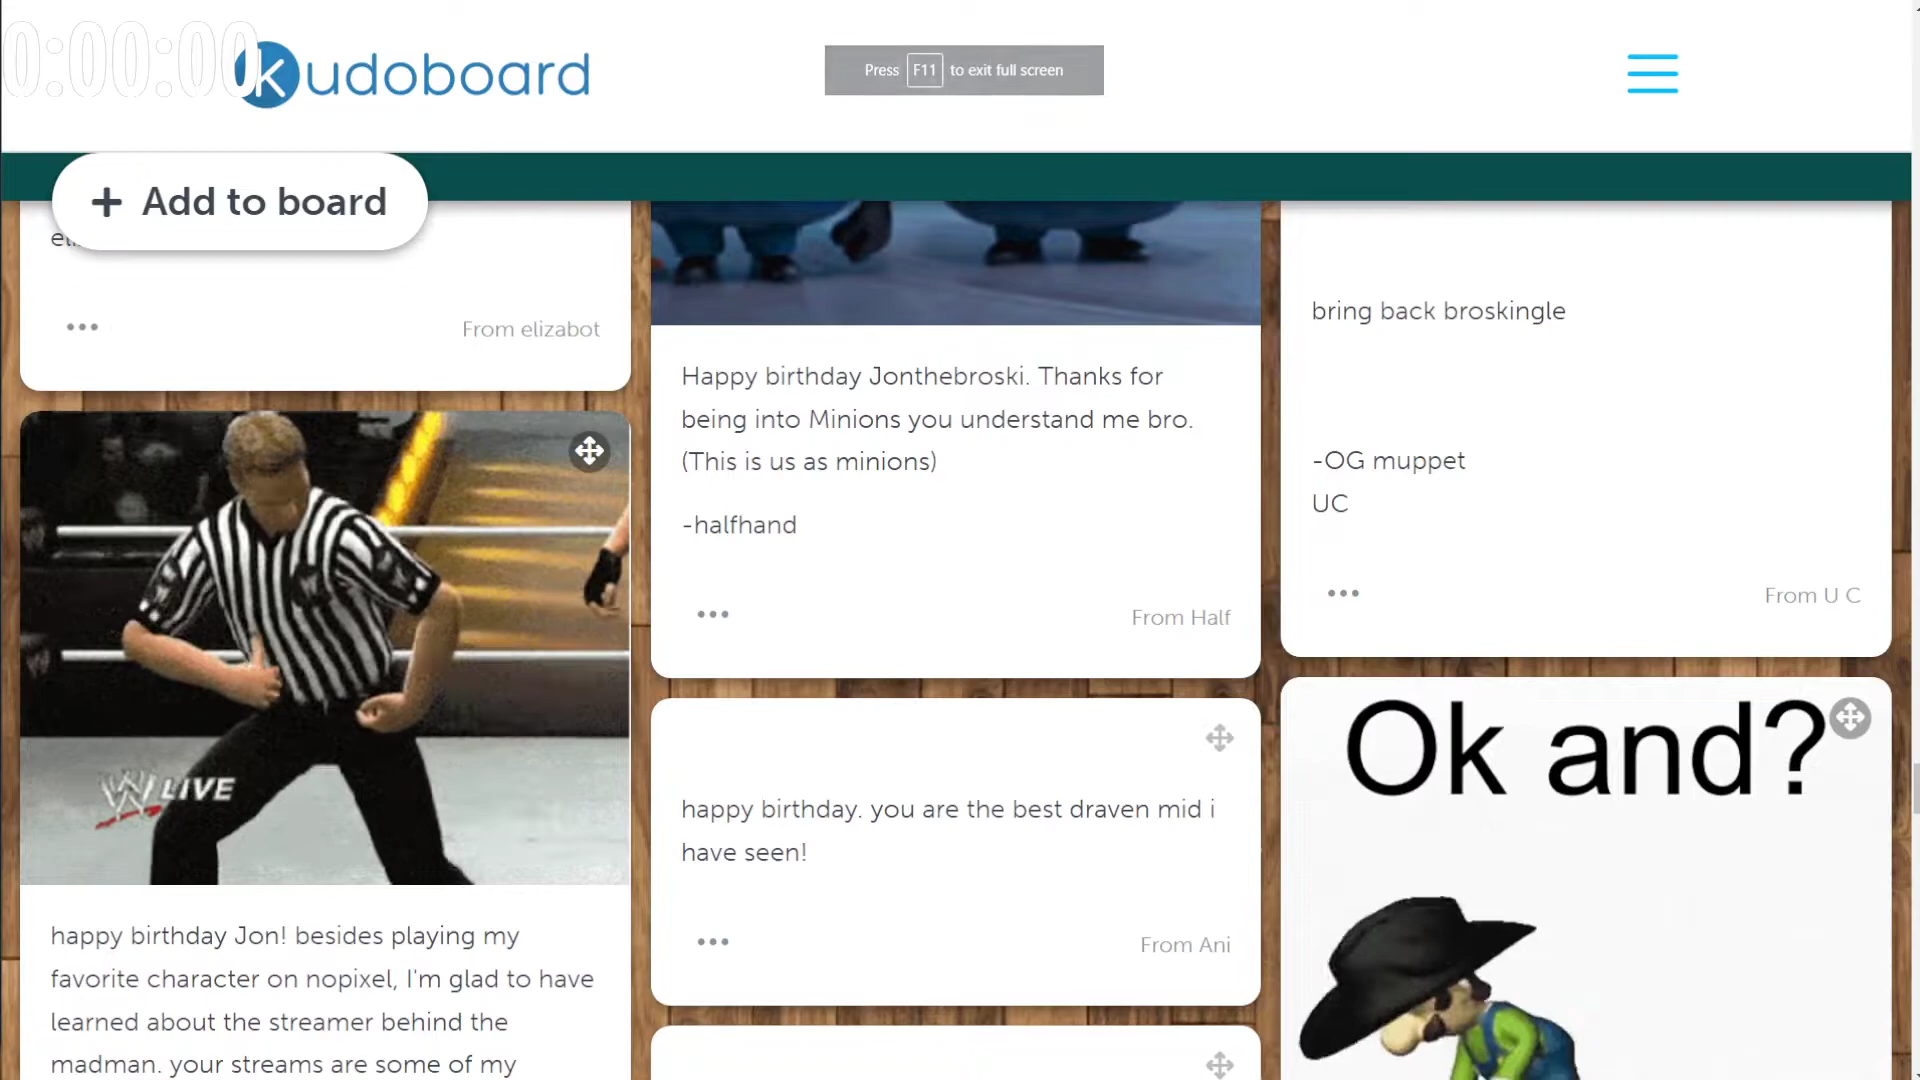 0:00:00
kudoboard
Press F11 to exit full screen
+ Add to board
From elizabot
LIVE
happy birthday Jon! besides playing my
favorite character on nopixel, I'm glad to have
learned about the streamer behind the
madman. your streams are some of my
Happy birthday Jonthebroski. Thanks for
being into Minions you understand me bro.
(This is us as minions)
-halfhand
From Half
happy birthday. you are the best draven mid i
have seen!
From Ani
bring back broskingle
-OG muppet
UC
From U C
Ok and?